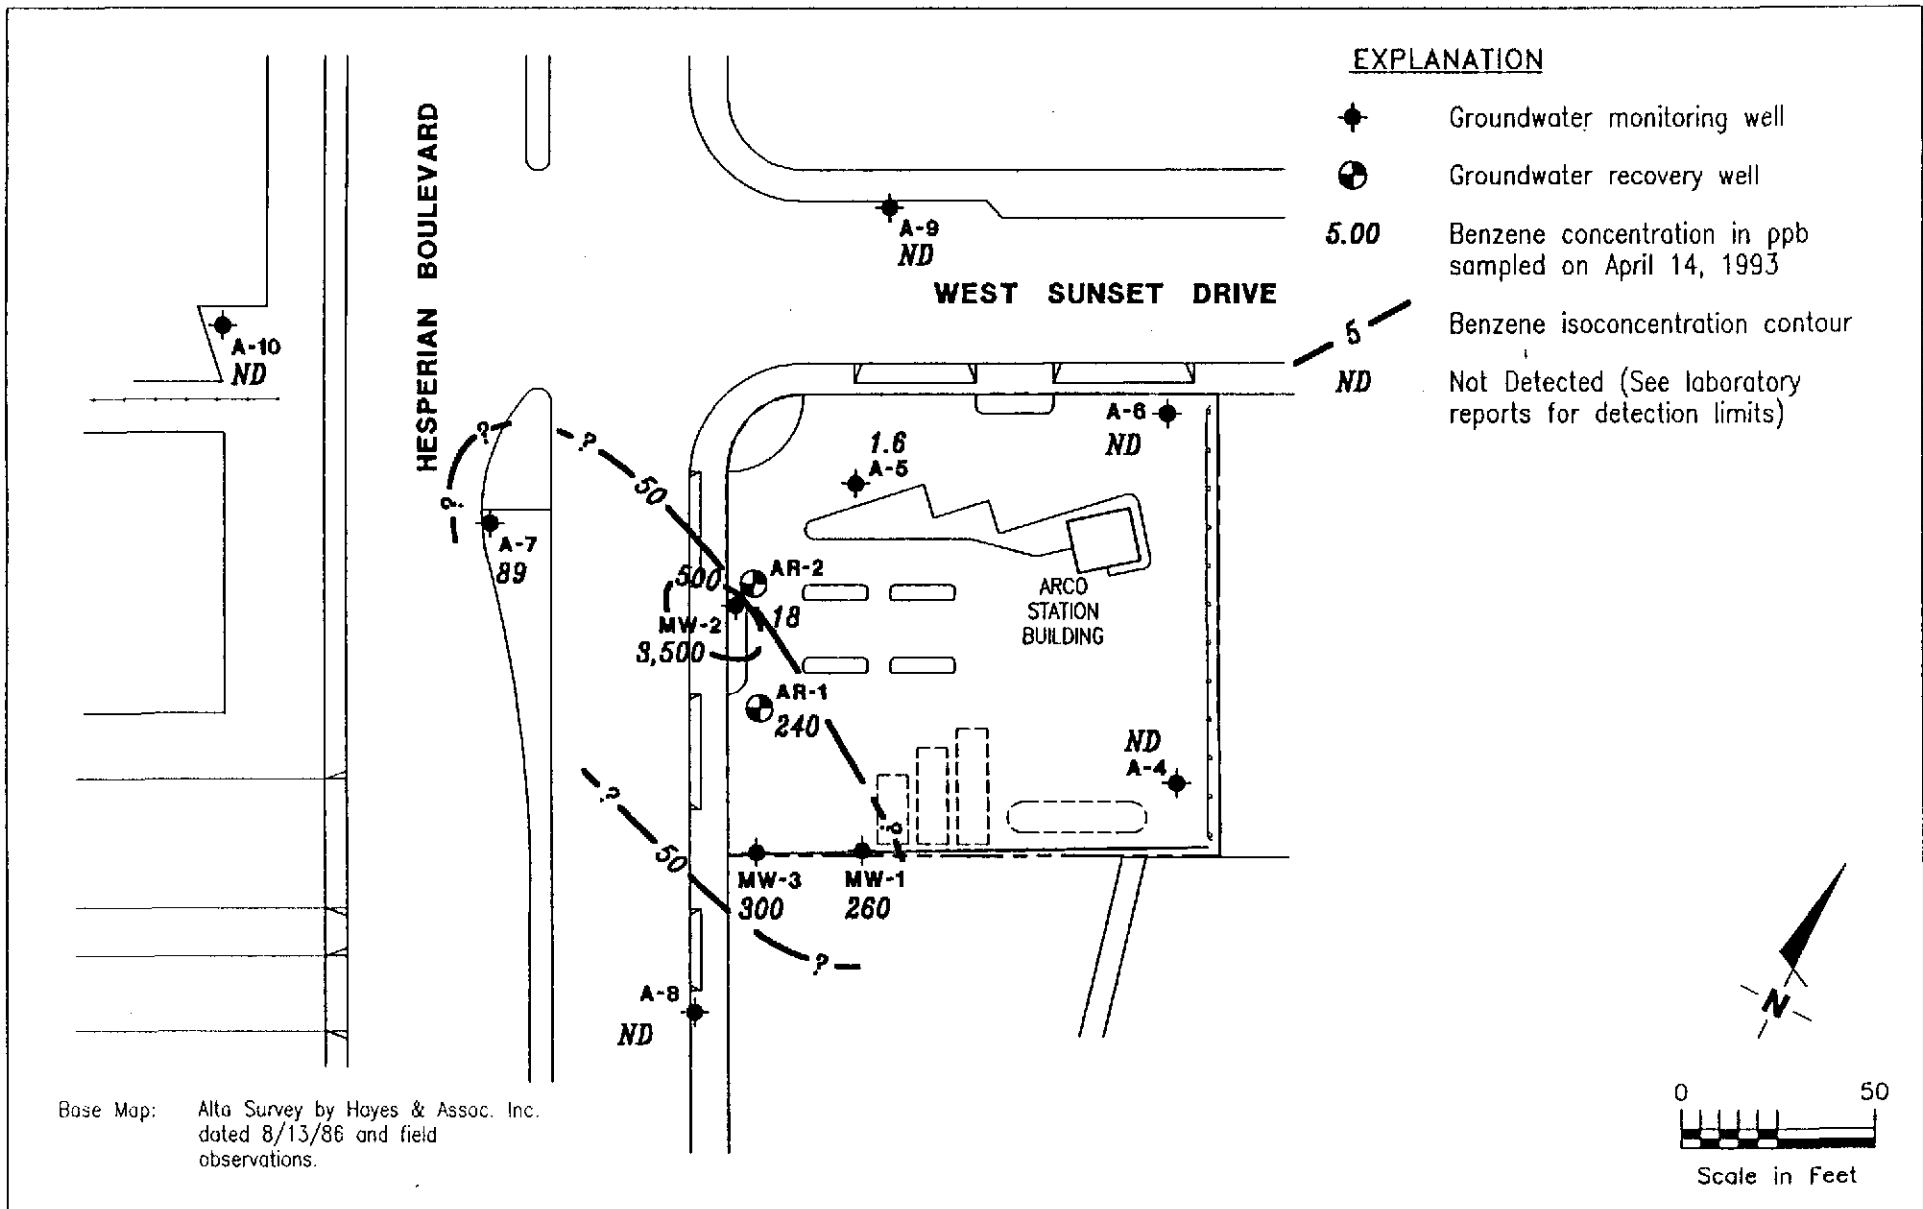 EXPLANATION
Groundwater monitoring well
Groundwater recovery well
5.00
Benzene concentration in ppb
sampled on April 14, 1993
5
Benzene isoconcentration contour
ND
Not Detected (See laboratory
reports for detection limits)
HESPERIAN BOULEVARD
WEST SUNSET DRIVE
A-9
ND
A-10
ND
A-6
ND
1.6
A-5
?
?
?
50
A-7
89
500
AR-2
18
MW-2
3,500
ARCO
STATION
BUILDING
AR-1
240
ND
A-4
?
?
50
MW-3
300
MW-1
260
?
A-8
ND
N
0 50
Scale in Feet
Base Map: Alta Survey by Hayes & Assoc. Inc.
dated 8/13/86 and field
observations.